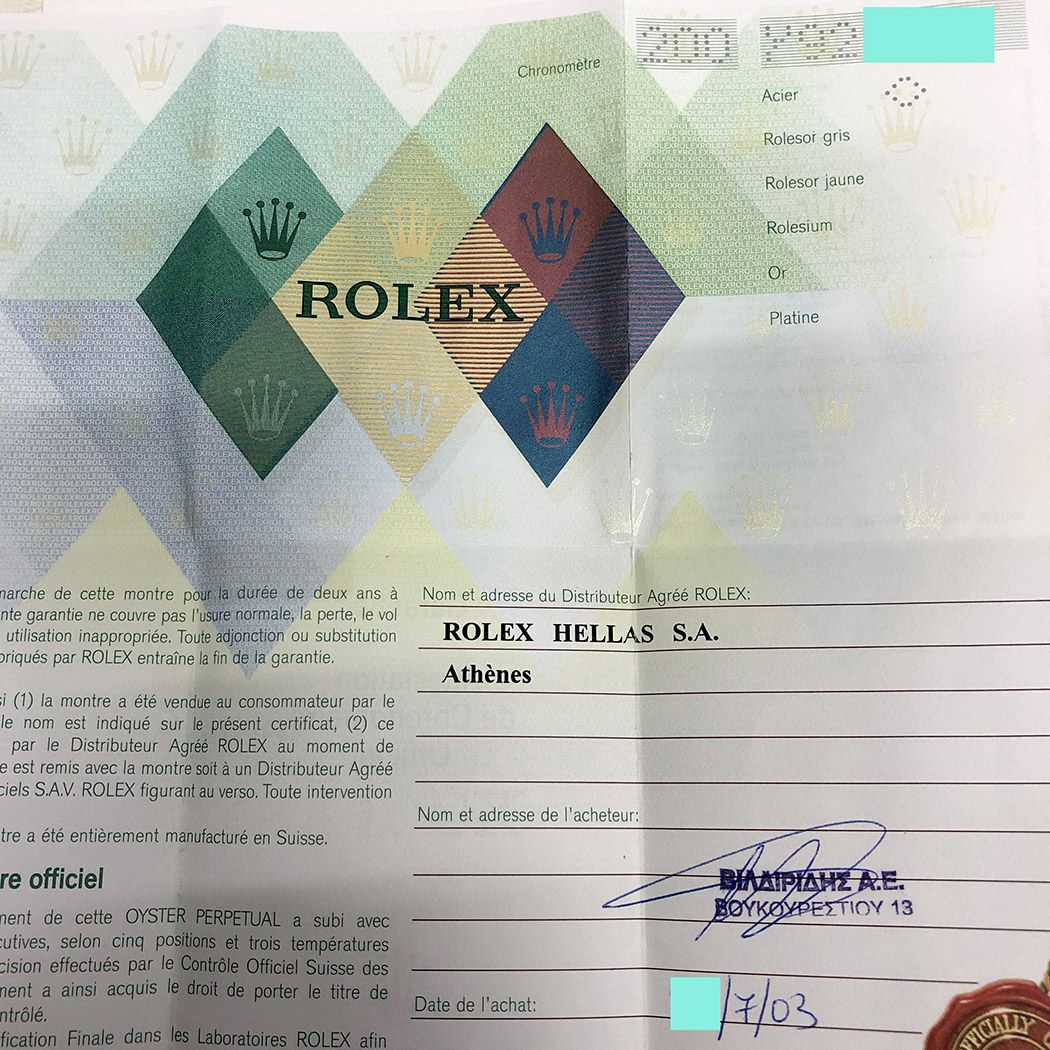 200 Y92
Chronomètre
Acier
Rolesor gris
Rolesor jaune
Rolesium
Or
Platine
ROLEX
marche de cette montre pour la durée de deux ans à
nte garantie ne couvre pas l'usure normale, la perte, le vol
utilisation inappropriée. Toute adjonction ou substitution
briqués par ROLEX entraîne la fin de la garantie.
si (1) la montre a été vendue au consommateur par le
le nom est indiqué sur le présent certificat, (2) ce
par le Distributeur Agréé ROLEX au moment de
e est remis avec la montre soit à un Distributeur Agréé
ciels S.A.V. ROLEX figurant au verso. Toute intervention
tre a été entièrement manufacturé en Suisse.
re officiel
ment de cette OYSTER PERPETUAL a subi avec
cutives, selon cinq positions et trois températures
cision effectués par le Contrôle Officiel Suisse des
ment a ainsi acquis le droit de porter le titre de
ontrôlé.
ification Finale dans les Laboratoires ROLEX afin
Nom et adresse du Distributeur Agréé ROLEX:
ROLEX HELLAS S.A.
Athènes
Nom et adresse de l'acheteur:
ΒΙΛΔΙΡΙΔΗΣ Α.Ε.
ΒΟΥΚΟΥΡΕΣΤΙΟΥ 13
Date de l'achat:
/7/03
OFFICIALLY